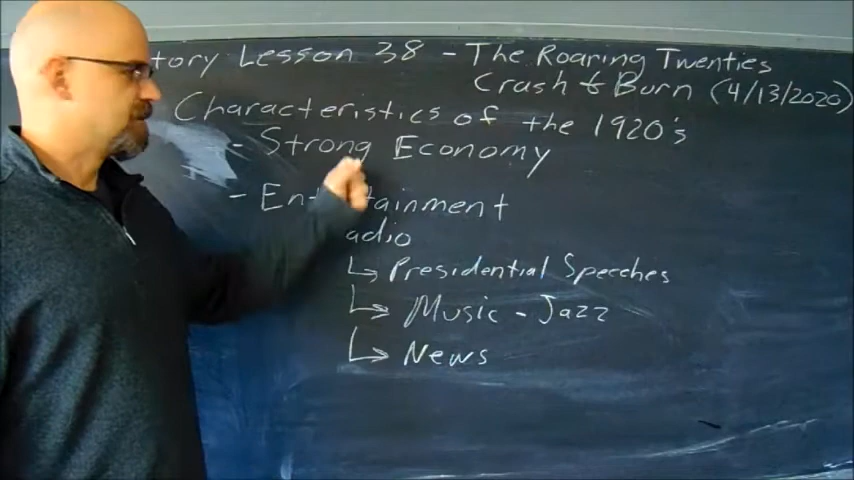 tory Lesson 38 - The Roaring Twenties
Crash & Burn (4/13/2020)
Characteristics of the 1920's
- Strong Economy
- Entertainment
adio
↳ Presidential Speeches
↳ Music - Jazz
↳ News